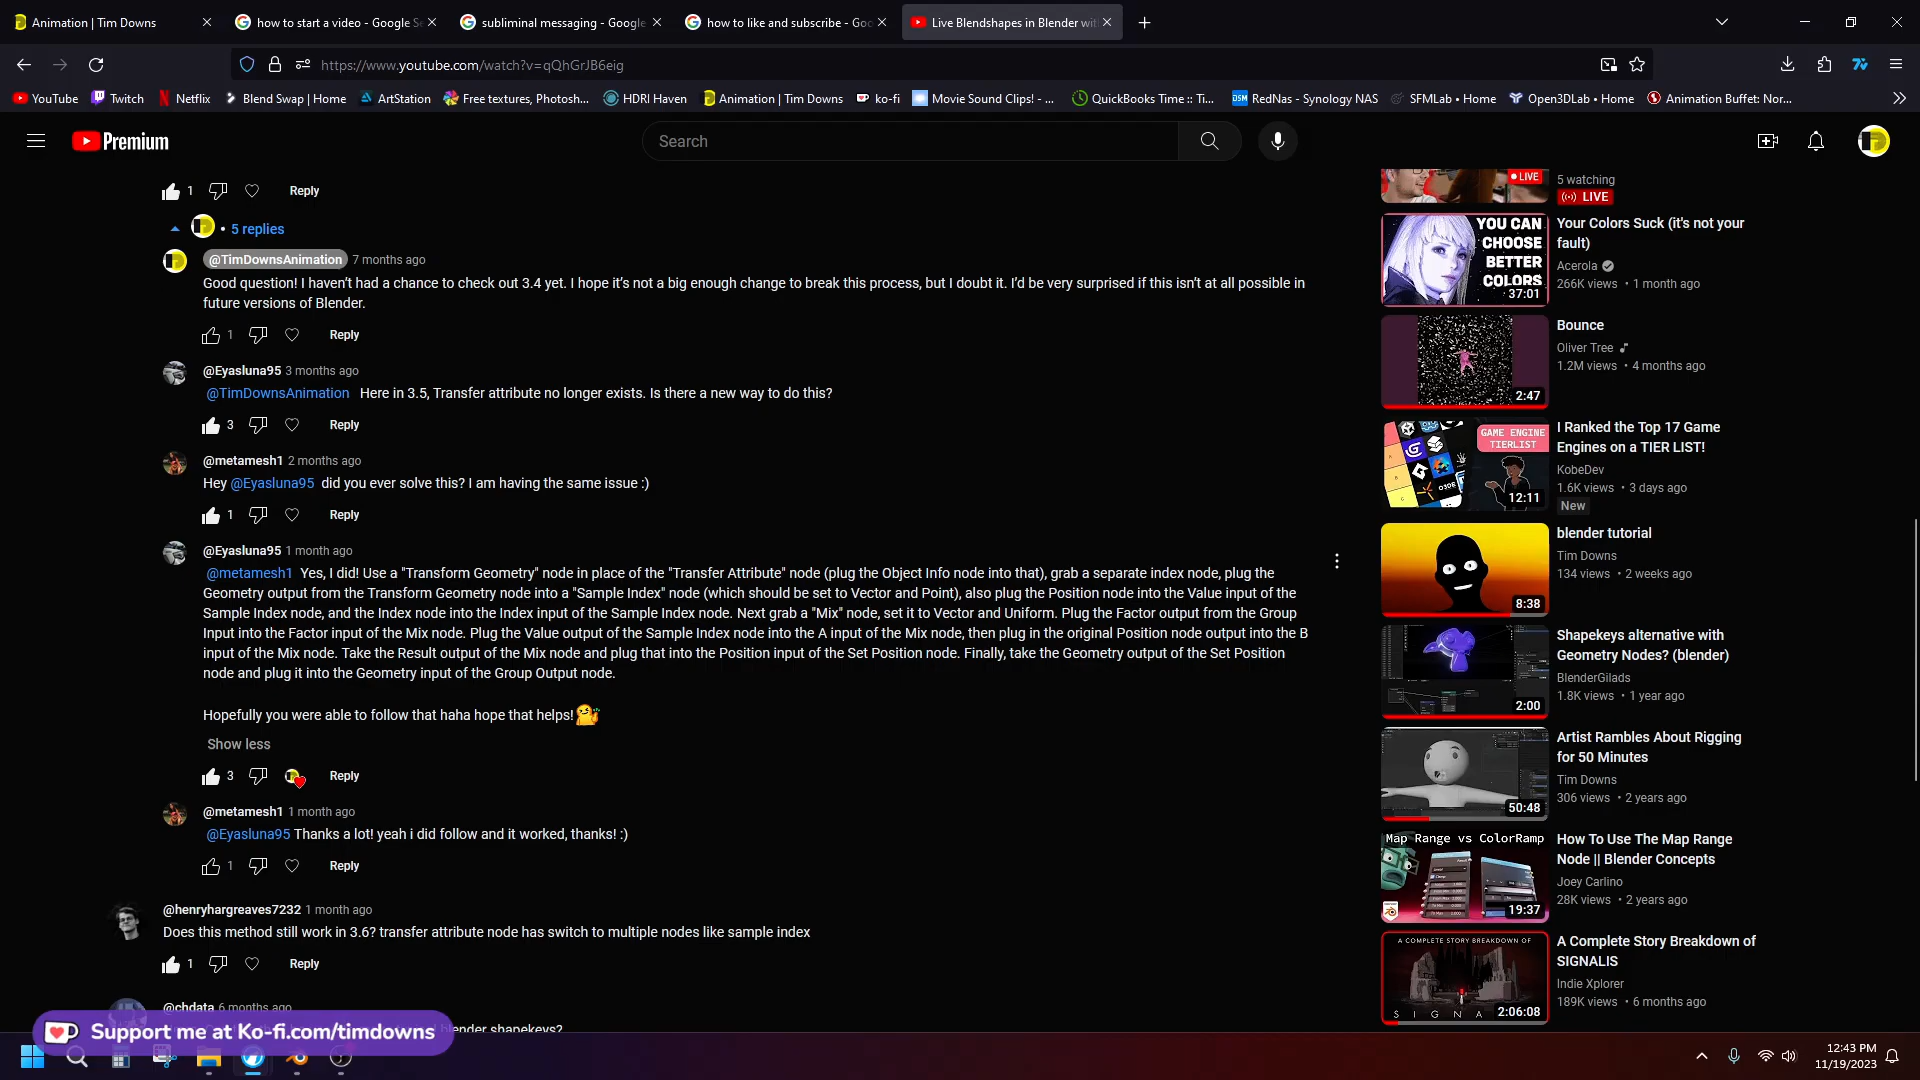 Animation | Tim Downs
how to start a video - Google Se
subliminal messaging - Google
how to like and subscribe - Goo
Live Blendshapes in Blender wit
https://www.youtube.com/watch?v=qQhGrJB6eig
YouTube
Twitch
Netflix
Blend Swap | Home
ArtStation
Free textures, Photosh...
HDRI Haven
Animation | Tim Downs
ko-fi
Movie Sound Clips! - ...
QuickBooks Time :: Ti...
DSM
RedNas - Synology NAS
SFMLab • Home
Open3DLab • Home
Animation Buffet: Nor...
Premium
Search
1
Reply
• 5 replies
@TimDownsAnimation 7 months ago
Good question! I haven't had a chance to check out 3.4 yet. I hope it's not a big enough change to break this process, but I doubt it. I'd be very surprised if this isn't at all possible in
future versions of Blender.
1
Reply
@Eyasluna95 3 months ago
@TimDownsAnimation Here in 3.5, Transfer attribute no longer exists. Is there a new way to do this?
3
Reply
@metamesh1 2 months ago
Hey @Eyasluna95 did you ever solve this? I am having the same issue :)
1
Reply
@Eyasluna95 1 month ago
@metamesh1 Yes, I did! Use a "Transform Geometry" node in place of the "Transfer Attribute" node (plug the Object Info node into that), grab a separate index node, plug the
Geometry output from the Transform Geometry node into a "Sample Index" node (which should be set to Vector and Point), also plug the Position node into the Value input of the
Sample Index node, and the Index node into the Index input of the Sample Index node. Next grab a "Mix" node, set it to Vector and Uniform. Plug the Factor output from the Group
Input into the Factor input of the Mix node. Plug the Value output of the Sample Index node into the A input of the Mix node, then plug in the original Position node output into the B
input of the Mix node. Take the Result output of the Mix node and plug that into the Position input of the Set Position node. Finally, take the Geometry output of the Set Position
node and plug it into the Geometry input of the Group Output node.
Hopefully you were able to follow that haha hope that helps!
Show less
3
Reply
@metamesh1 1 month ago
@Eyasluna95 Thanks a lot! yeah i did follow and it worked, thanks! :)
1
Reply
@henryhargreaves7232 1 month ago
Does this method still work in 3.6? transfer attribute node has switch to multiple nodes like sample index
1
Reply
@chdata 6 months ago
blender shapekeys?
Support me at Ko-fi.com/timdowns
LIVE
5 watching
LIVE
YOU CAN
CHOOSE
BETTER
COLORS
37:01
Your Colors Suck (it's not your
fault)
Acerola
266K views • 1 month ago
2:47
Bounce
Oliver Tree
1.2M views • 4 months ago
GAME ENGINE
TIERLIST
12:11
I Ranked the Top 17 Game
Engines on a TIER LIST!
KobeDev
1.6K views • 3 days ago
New
8:38
blender tutorial
Tim Downs
134 views • 2 weeks ago
2:00
Shapekeys alternative with
Geometry Nodes? (blender)
BlenderGilads
1.8K views • 1 year ago
50:48
Artist Rambles About Rigging
for 50 Minutes
Tim Downs
306 views • 2 years ago
Map Range vs ColorRamp
19:37
How To Use The Map Range
Node || Blender Concepts
Joey Carlino
28K views • 2 years ago
A COMPLETE STORY BREAKDOWN OF
SIGNA
2:06:08
A Complete Story Breakdown of
SIGNALIS
Indie Xplorer
189K views • 6 months ago
12:43 PM
11/19/2023